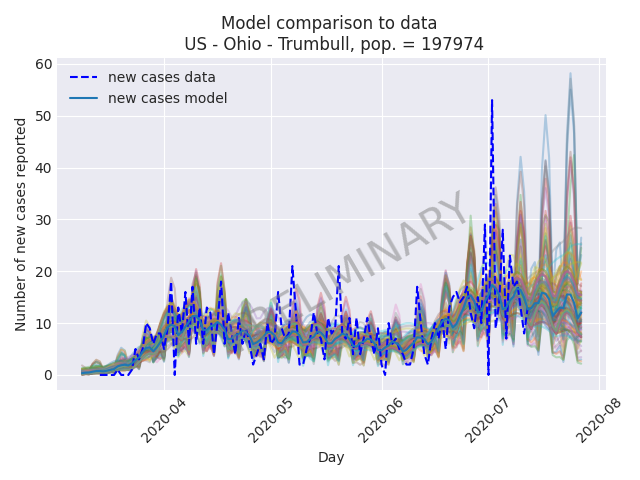 Model comparison to data
US - Ohio - Trumbull, pop. = 197974
new cases data
new cases model
PRELIMINARY
Number of new cases reported
60
50
40
30
20
10
0
2020-04
2020-05
2020-06
2020-07
2020-08
Day